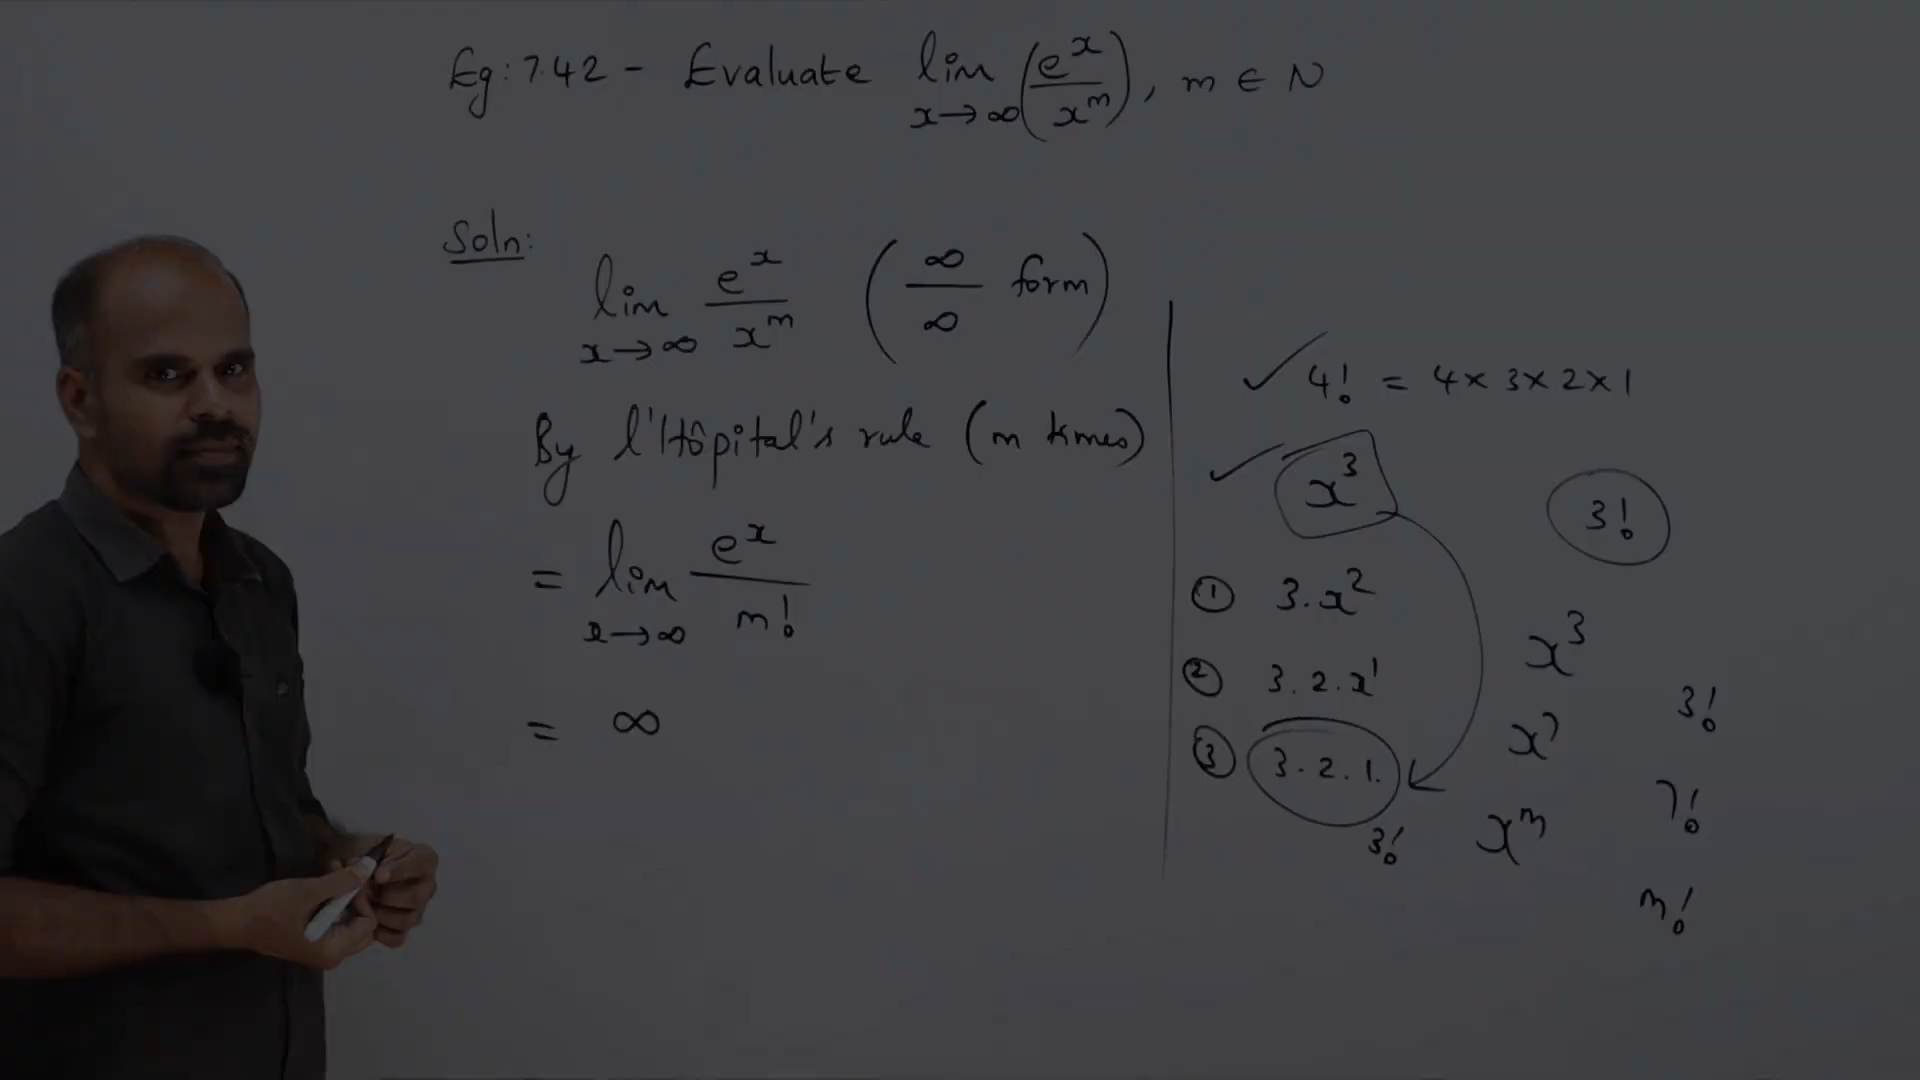 Eg: 7.42 - Evaluate lim x→∞ (e^x / x^m), m ∈ N
Soln:
lim x→∞ e^x / x^m (∞/∞ form)
By l'Hôpital's rule (m times)
= lim x→∞ e^x / m!
= ∞
✓ 4! = 4 × 3 × 2 × 1
✓ x^3 3!
① 3.x^2
② 3.2.x^1
③ 3.2.1.
3!
x^3 3!
x^7 7!
x^m m!